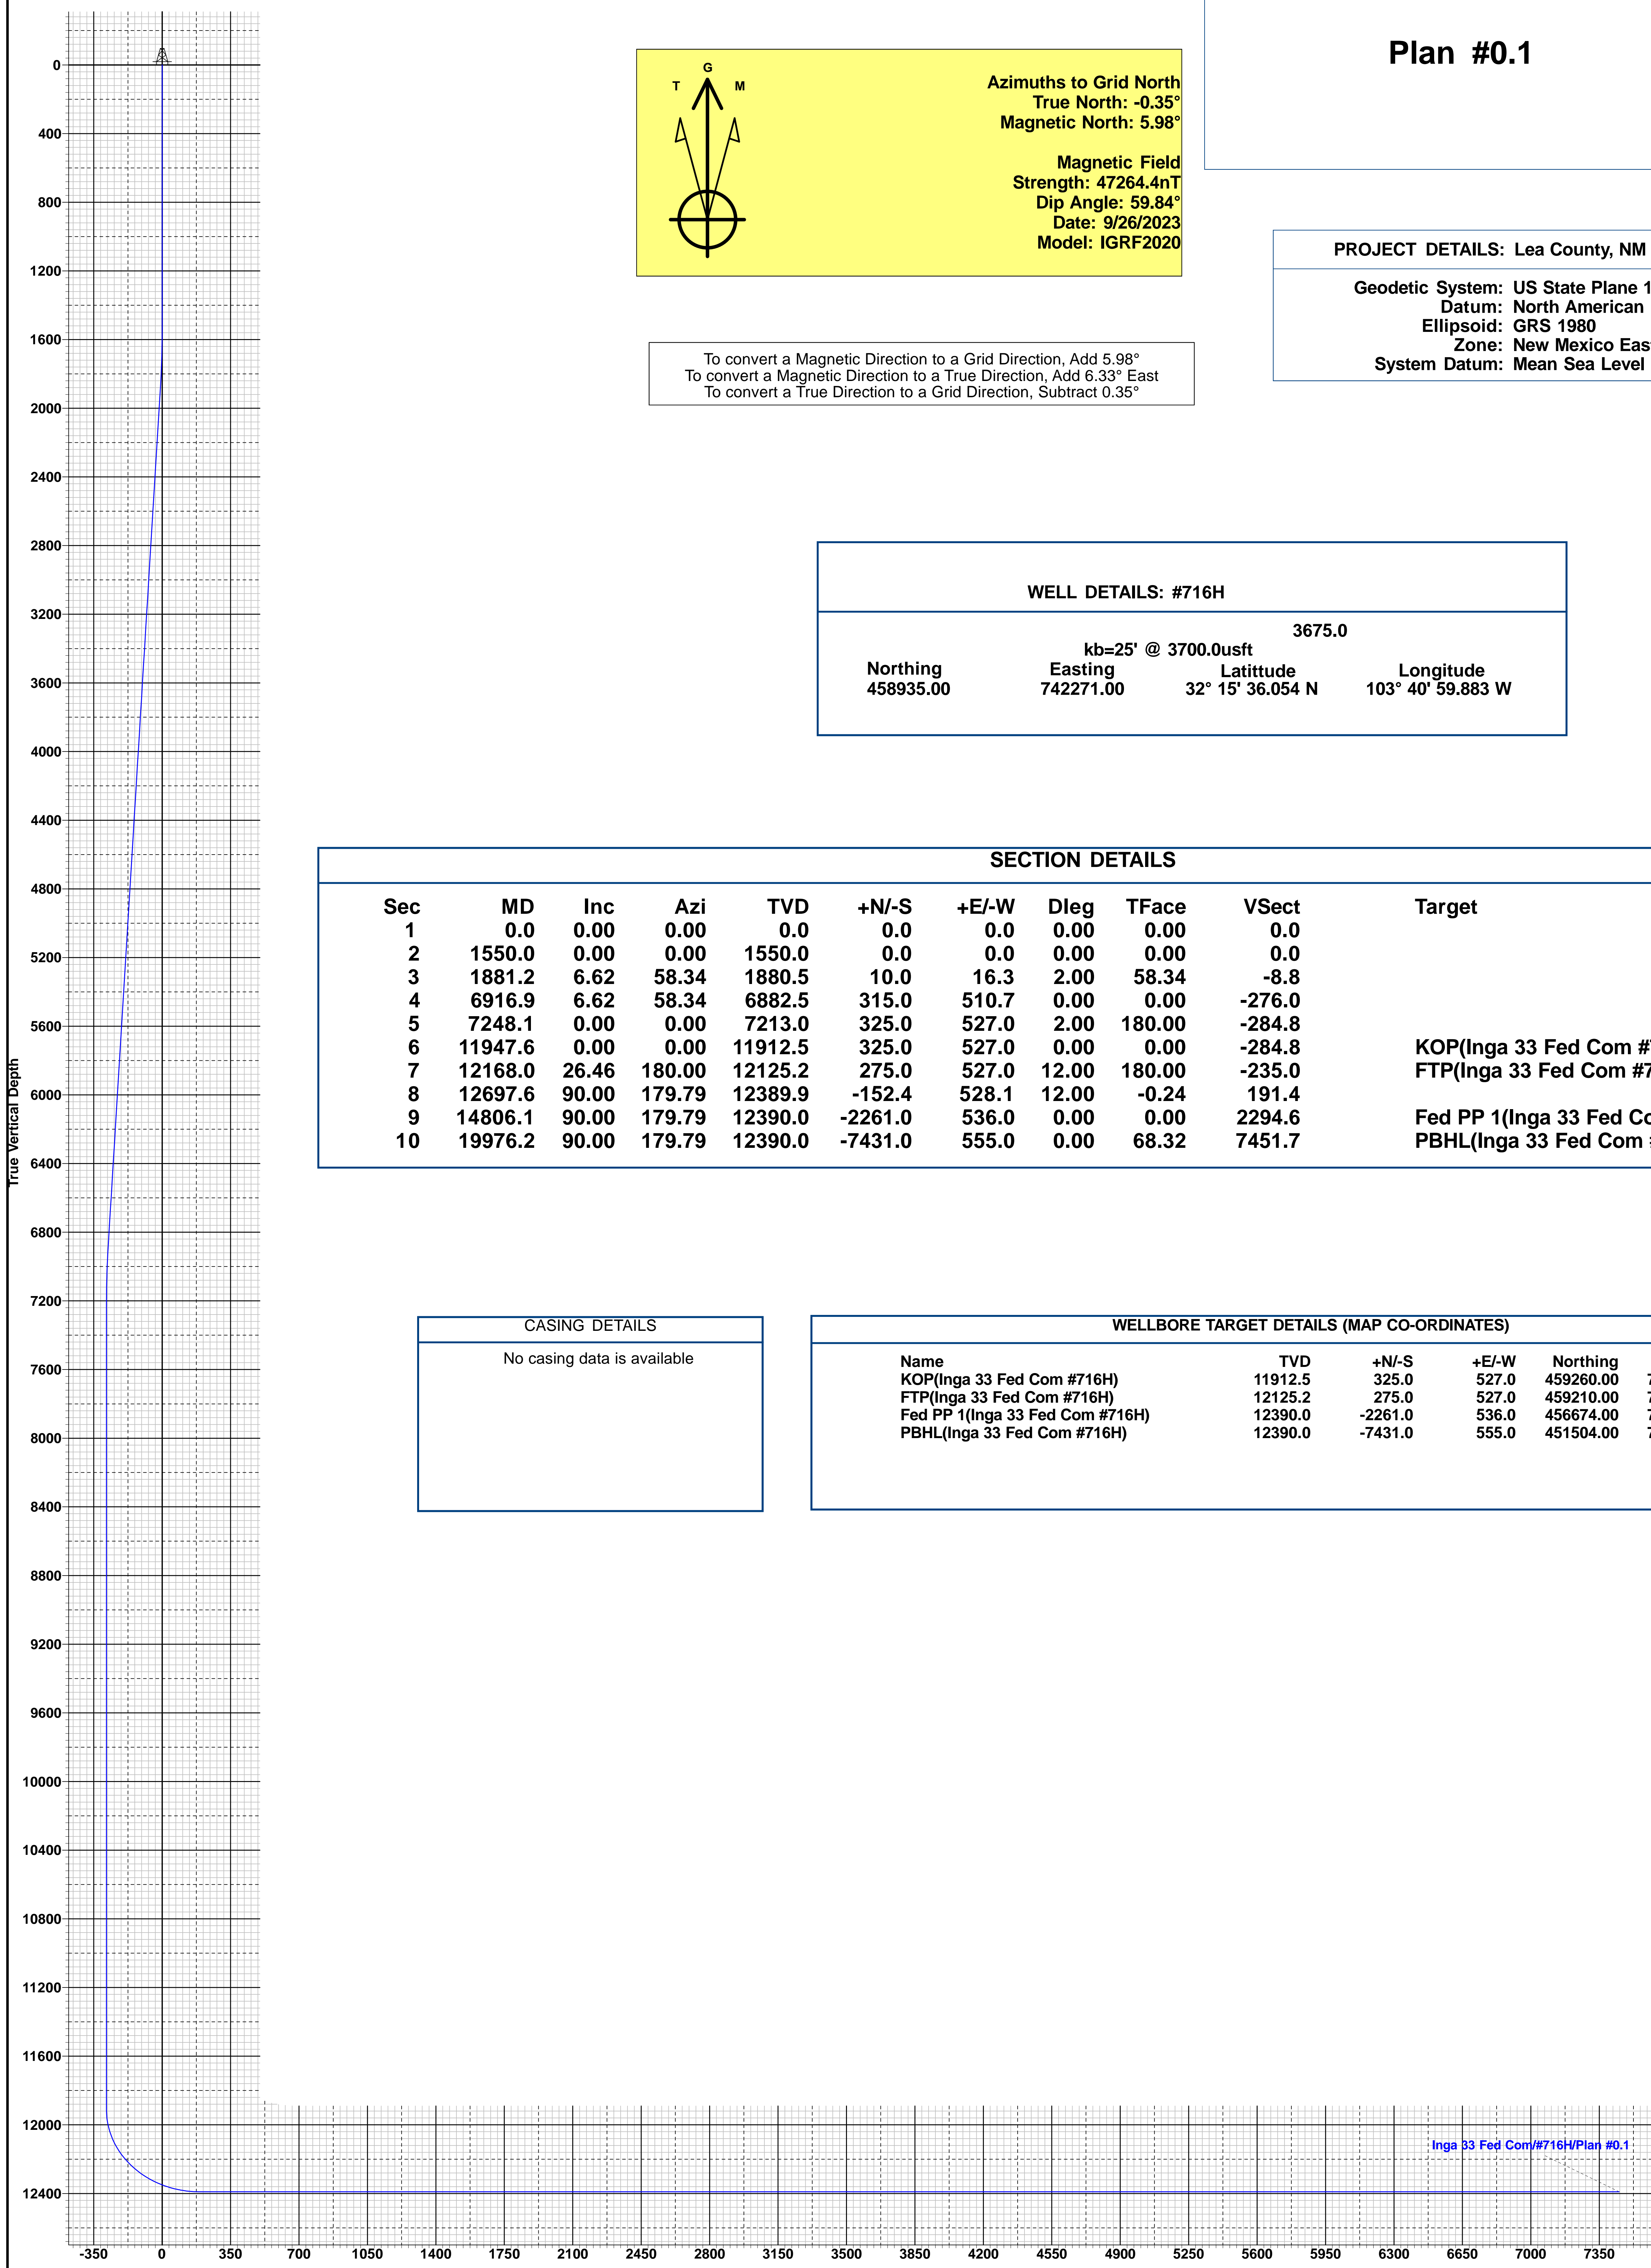 Plan #0.1
G
T M
Azimuths to Grid North
True North: -0.35°
Magnetic North: 5.98°
Magnetic Field
Strength: 47264.4nT
Dip Angle: 59.84°
Date: 9/26/2023
Model: IGRF2020
PROJECT DETAILS: Lea County, NM
Geodetic System: US State Plane 1
Datum: North American
Ellipsoid: GRS 1980
Zone: New Mexico Eas
System Datum: Mean Sea Level
To convert a Magnetic Direction to a Grid Direction, Add 5.98°
To convert a Magnetic Direction to a True Direction, Add 6.33° East
To convert a True Direction to a Grid Direction, Subtract 0.35°
WELL DETAILS: #716H
3675.0
kb=25' @ 3700.0usft
Northing Easting Latittude Longitude
458935.00 742271.00 32° 15' 36.054 N 103° 40' 59.883 W
SECTION DETAILS
Sec MD Inc Azi TVD +N/-S +E/-W Dleg TFace VSect Target
1 0.0 0.00 0.00 0.0 0.0 0.0 0.00 0.00 0.0
2 1550.0 0.00 0.00 1550.0 0.0 0.0 0.00 0.00 0.0
3 1881.2 6.62 58.34 1880.5 10.0 16.3 2.00 58.34 -8.8
4 6916.9 6.62 58.34 6882.5 315.0 510.7 0.00 0.00 -276.0
5 7248.1 0.00 0.00 7213.0 325.0 527.0 2.00 180.00 -284.8
6 11947.6 0.00 0.00 11912.5 325.0 527.0 0.00 0.00 -284.8 KOP(Inga 33 Fed Com #7
7 12168.0 26.46 180.00 12125.2 275.0 527.0 12.00 180.00 -235.0 FTP(Inga 33 Fed Com #7
8 12697.6 90.00 179.79 12389.9 -152.4 528.1 12.00 -0.24 191.4
9 14806.1 90.00 179.79 12390.0 -2261.0 536.0 0.00 0.00 2294.6 Fed PP 1(Inga 33 Fed Co
10 19976.2 90.00 179.79 12390.0 -7431.0 555.0 0.00 68.32 7451.7 PBHL(Inga 33 Fed Com #
CASING DETAILS
No casing data is available
WELLBORE TARGET DETAILS (MAP CO-ORDINATES)
Name TVD +N/-S +E/-W Northing
KOP(Inga 33 Fed Com #716H) 11912.5 325.0 527.0 459260.00 7
FTP(Inga 33 Fed Com #716H) 12125.2 275.0 527.0 459210.00 7
Fed PP 1(Inga 33 Fed Com #716H) 12390.0 -2261.0 536.0 456674.00 7
PBHL(Inga 33 Fed Com #716H) 12390.0 -7431.0 555.0 451504.00 7
True Vertical Depth
0
400
800
1200
1600
2000
2400
2800
3200
3600
4000
4400
4800
5200
5600
6000
6400
6800
7200
7600
8000
8400
8800
9200
9600
10000
10400
10800
11200
11600
12000
12400
Inga 33 Fed Com/#716H/Plan #0.1
-350 0 350 700 1050 1400 1750 2100 2450 2800 3150 3500 3850 4200 4550 4900 5250 5600 5950 6300 6650 7000 7350